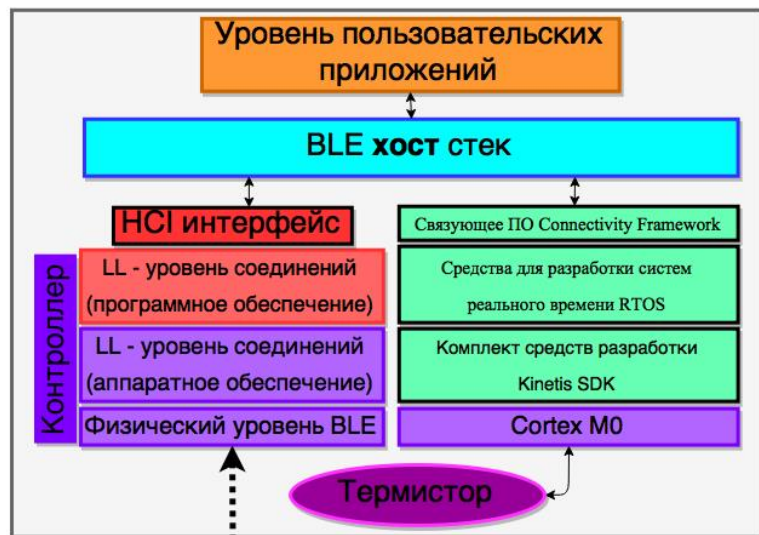 Уровень пользовательских
приложений
BLE хост стек
HCI интерфейс
Связующее ПО Connectivity Framework
Контроллер
LL - уровень соединений
(программное обеспечение)
Средства для разработки систем
реального времени RTOS
LL - уровень соединений
(аппаратное обеспечение)
Комплект средств разработки
Kinetis SDK
Физический уровень BLE
Cortex M0
Термистор